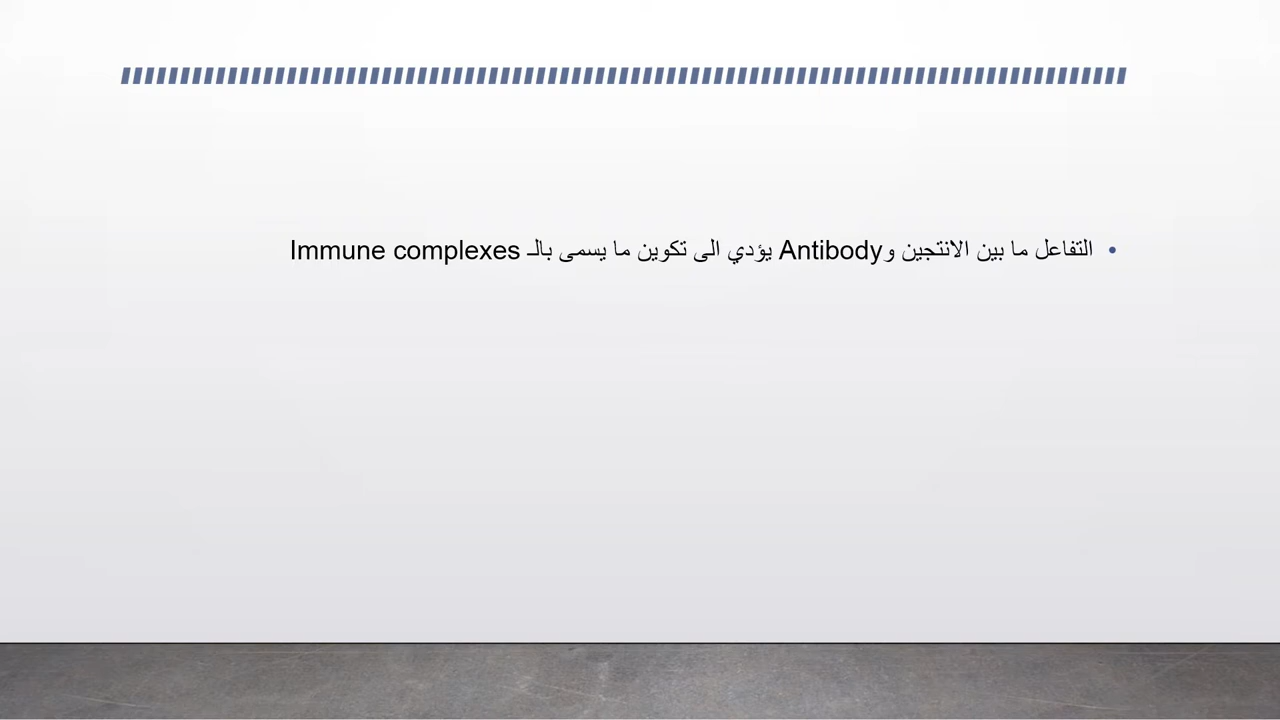 • التفاعل ما بين الانتجين وAntibody يؤدي الى تكوين ما يسمى بالـ Immune complexes